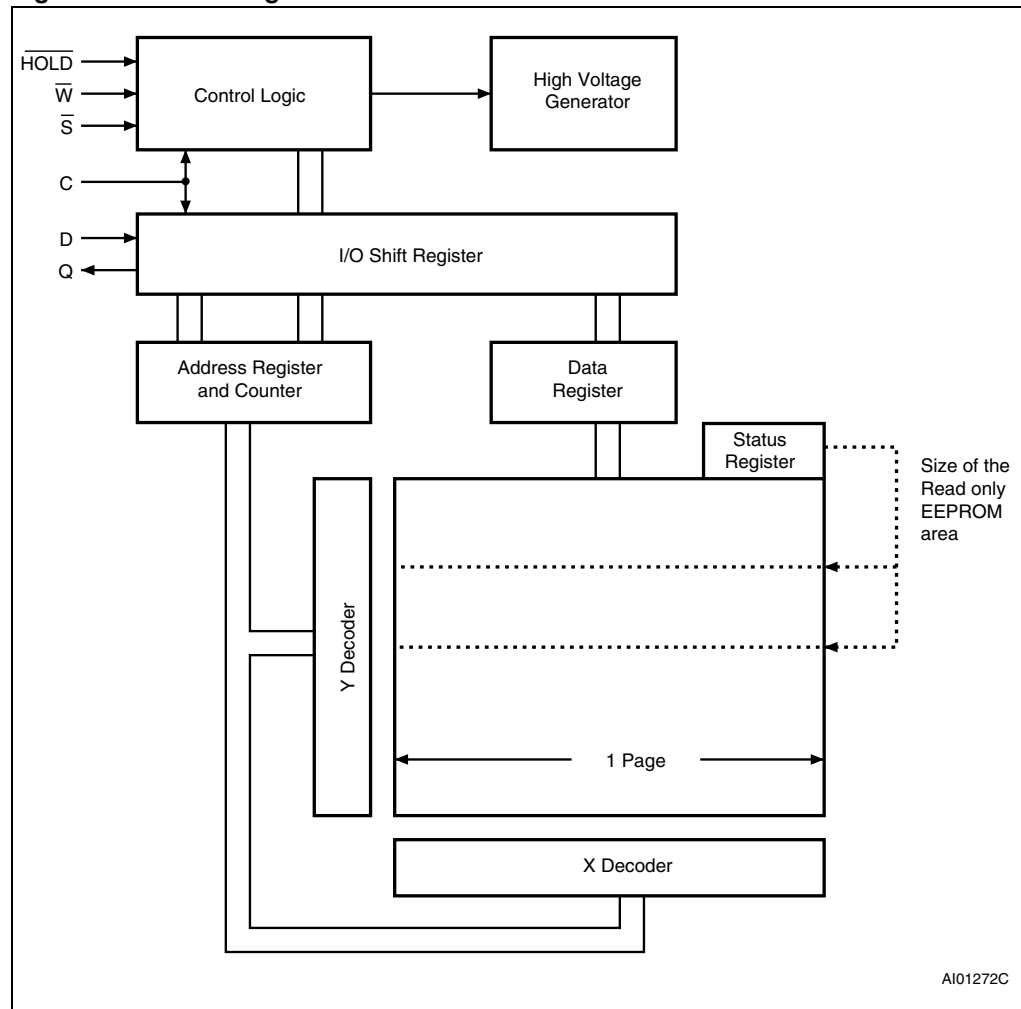 HOLD
W
S
C
D
Q
Control Logic
High Voltage
Generator
I/O Shift Register
Address Register
and Counter
Data
Register
Status
Register
Size of the
Read only
EEPROM
area
Y Decoder
1 Page
X Decoder
AI01272C